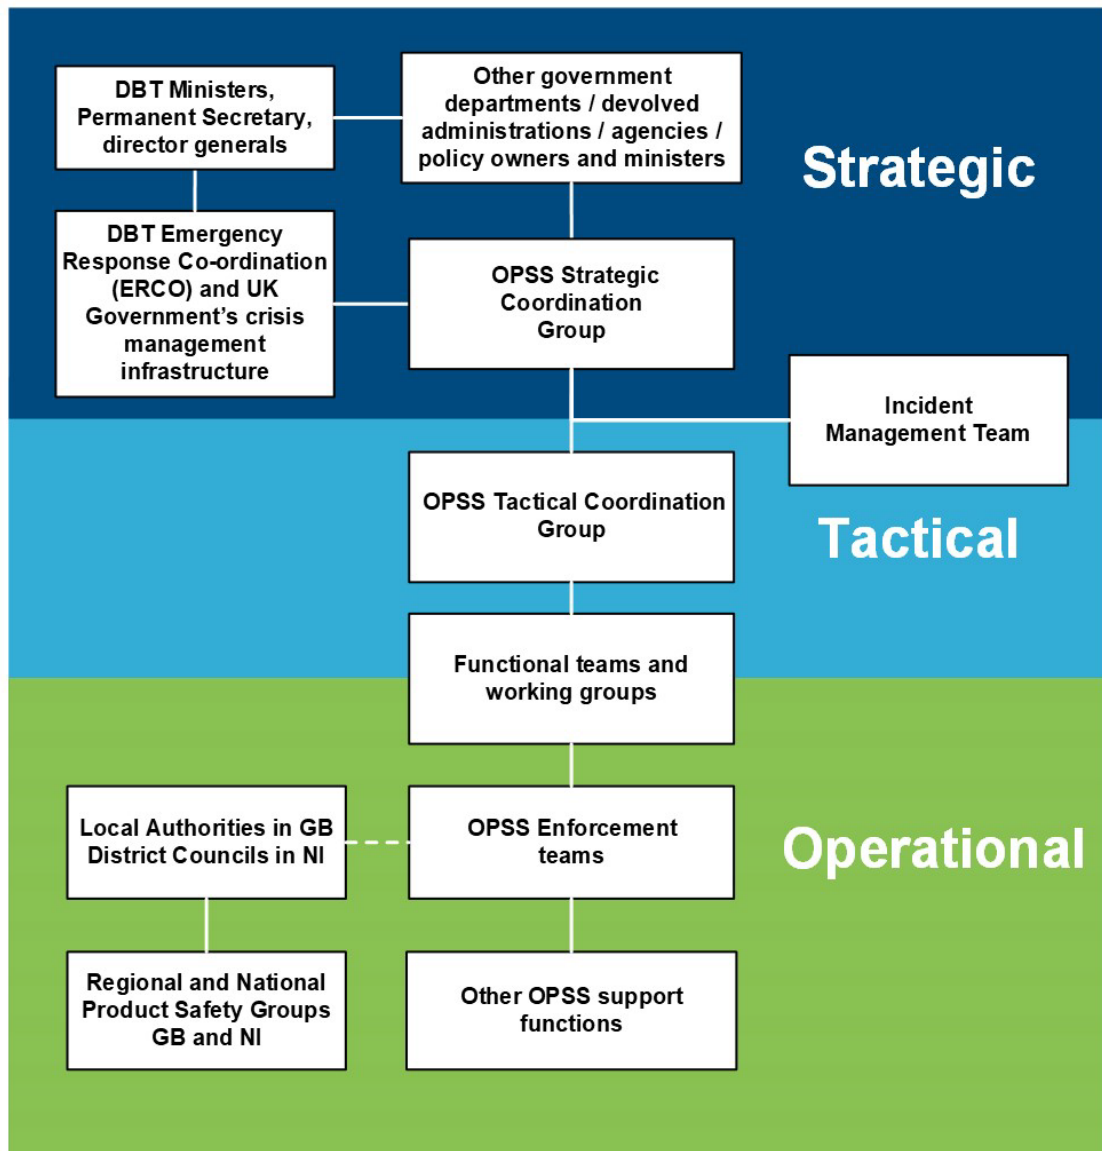 DBT Ministers,
Permanent Secretary,
director generals
Other government
departments / devolved
administrations / agencies /
policy owners and ministers
Strategic
DBT Emergency
Response Co-ordination
(ERCO) and UK
Government’s crisis
management
infrastructure
OPSS Strategic
Coordination
Group
Incident
Management Team
OPSS Tactical Coordination
Group
Tactical
Functional teams and
working groups
Local Authorities in GB
District Councils in NI
OPSS Enforcement
teams
Operational
Regional and National
Product Safety Groups
GB and NI
Other OPSS support
functions